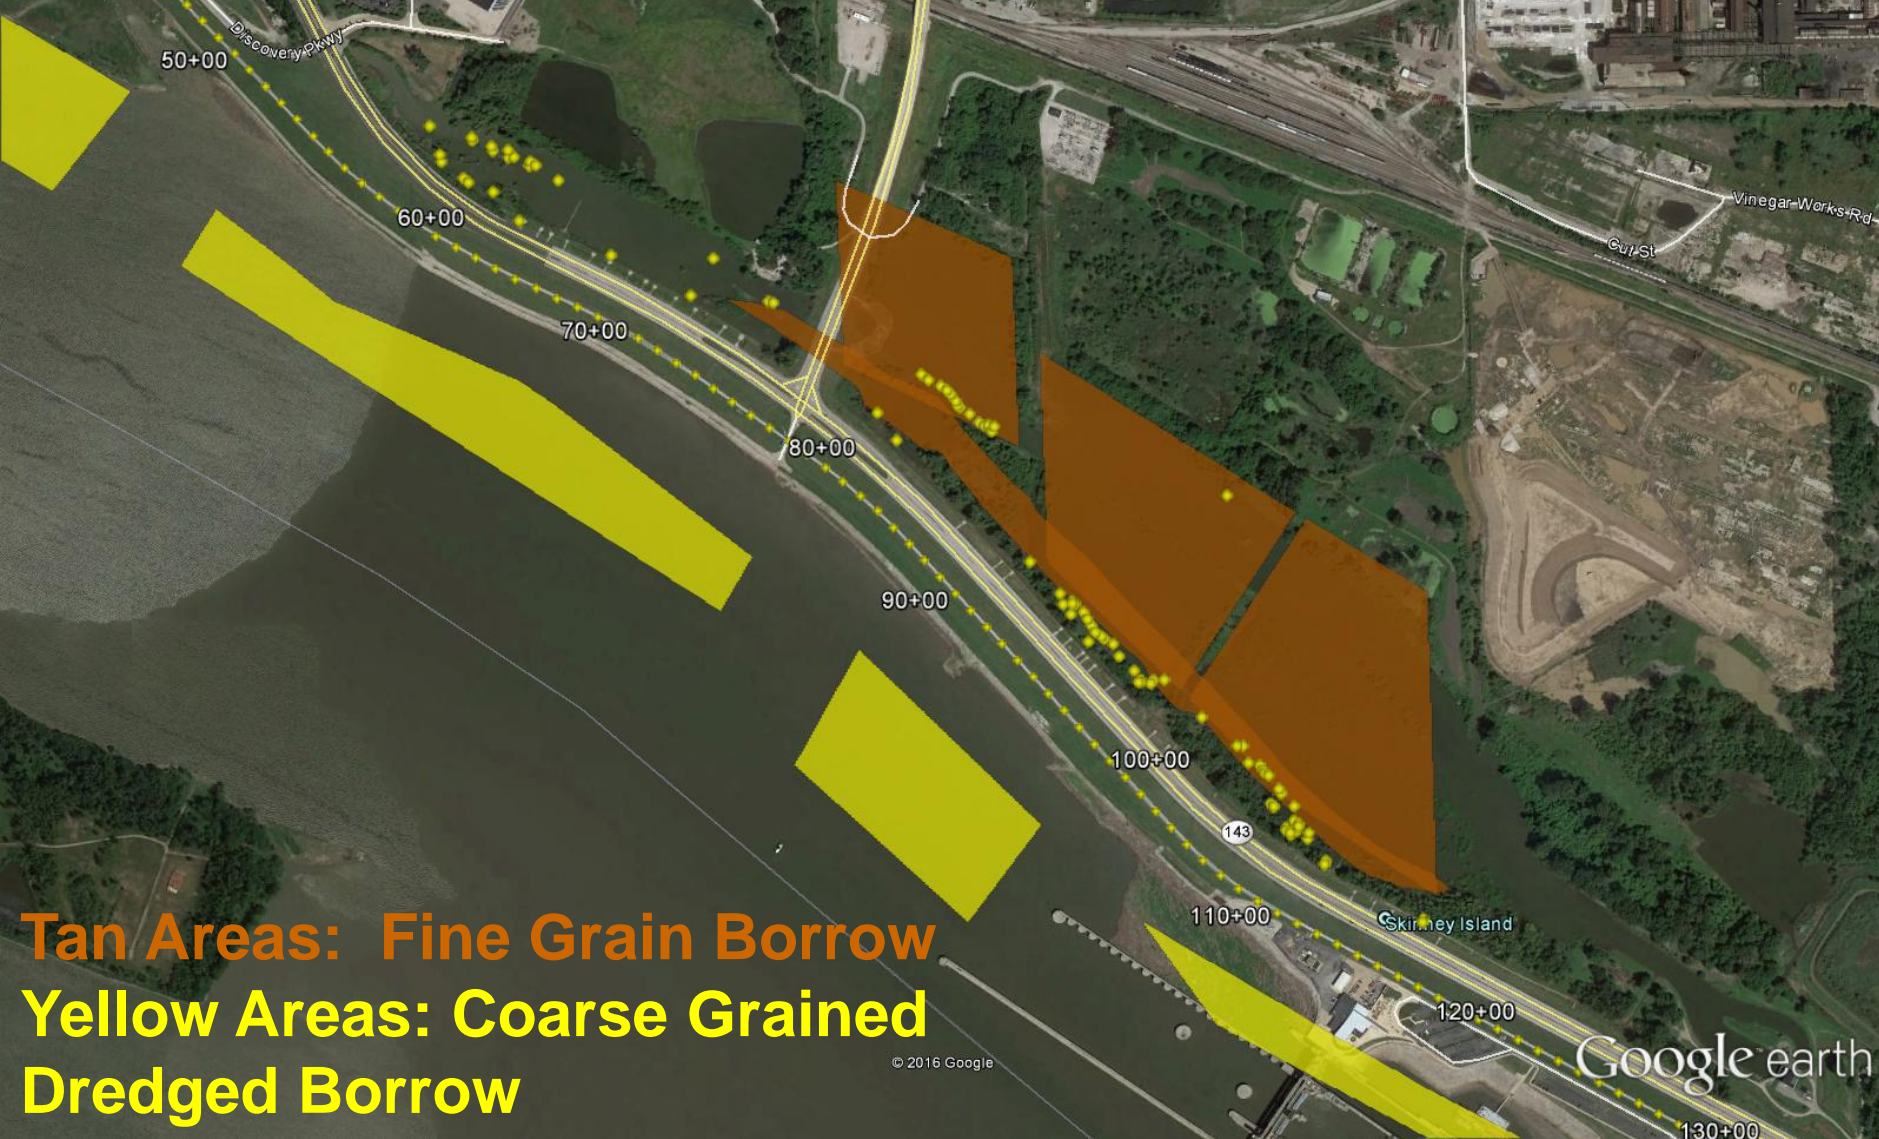 Discovery Pkwy
50+00
Vinegar Works Rd
60+00
Cut St
70+00
80+00
90+00
100+00
143
110+00
Skinney Island
Tan Areas: Fine Grain Borrow
Yellow Areas: Coarse Grained
Dredged Borrow
120+00
© 2016 Google
Google earth
130+00